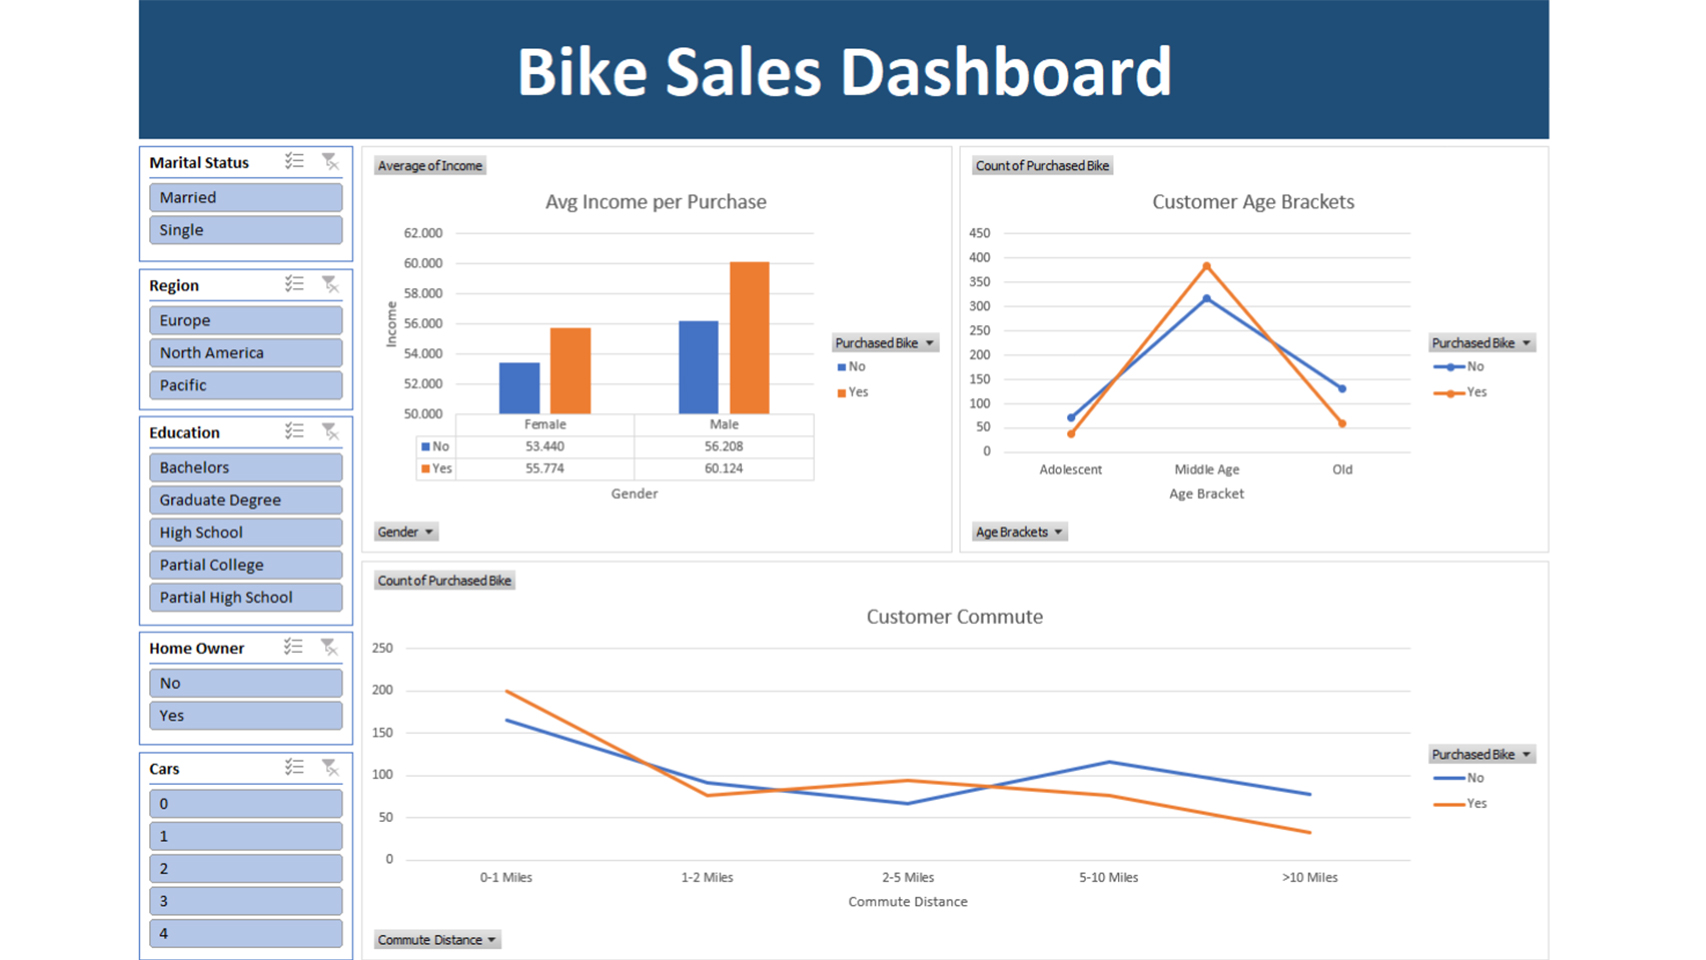 Bike Sales Dashboard
Marital Status
Married
Single
Region
Europe
North America
Pacific
Education
Bachelors
Graduate Degree
High School
Partial College
Partial High School
Home Owner
No
Yes
Cars
0
1
2
3
4
Average of Income
Avg Income per Purchase
62.000
60.000
58.000
56.000
54.000
52.000
50.000
Income
Female Male
No 53.440 56.208
Yes 55.774 60.124
Gender
Purchased Bike
No
Yes
Gender
Count of Purchased Bike
Customer Age Brackets
450
400
350
300
250
200
150
100
50
0
Adolescent Middle Age Old
Age Bracket
Purchased Bike
No
Yes
Age Brackets
Count of Purchased Bike
Customer Commute
250
200
150
100
50
0
0-1 Miles 1-2 Miles 2-5 Miles 5-10 Miles >10 Miles
Commute Distance
Purchased Bike
No
Yes
Commute Distance